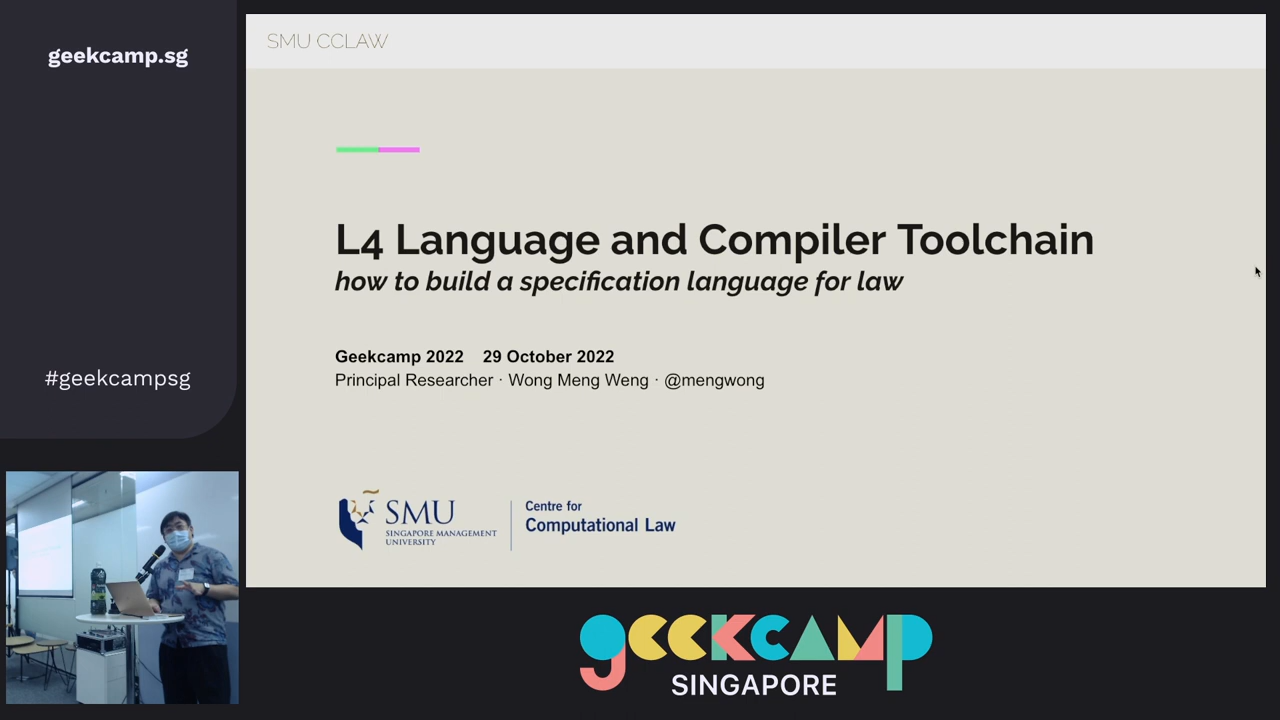 geekcamp.sg
#geekcampsg
SMU CCLAW
L4 Language and Compiler Toolchain
how to build a specification language for law
Geekcamp 2022 29 October 2022
Principal Researcher · Wong Meng Weng · @mengwong
SMU
SINGAPORE MANAGEMENT
UNIVERSITY
Centre for
Computational Law
geekcamp
SINGAPORE